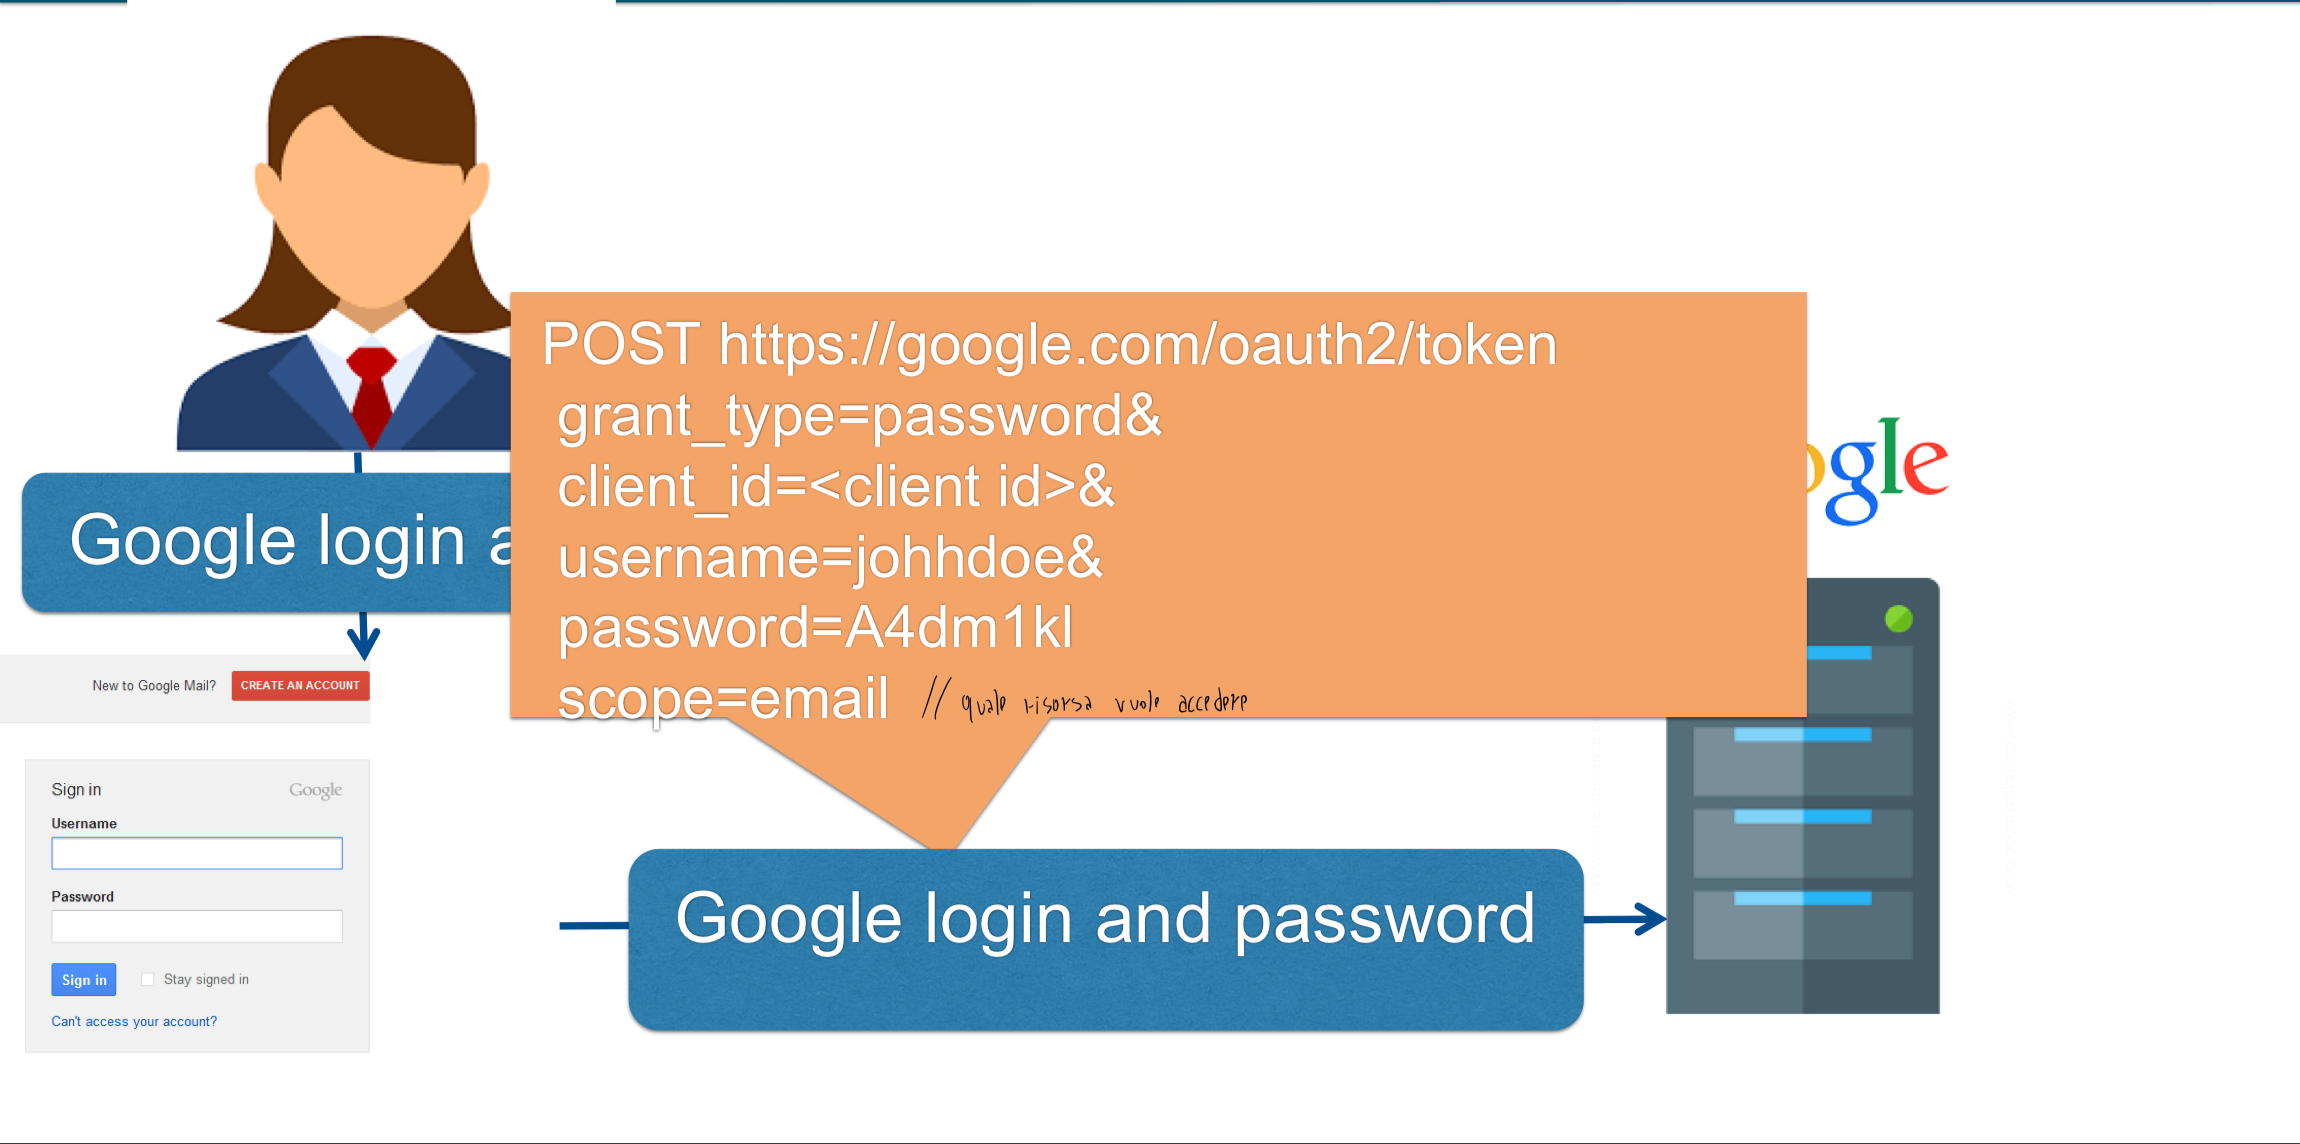 POST https://google.com/oauth2/token
grant_type=password&
client_id=<client id>&
username=johhdoe&
password=A4dm1kl
scope=email // quale risorsa vuole accedere
ogle
Google login a
New to Google Mail? CREATE AN ACCOUNT
Sign in Google
Username
Password
Sign in Stay signed in
Can't access your account?
Google login and password